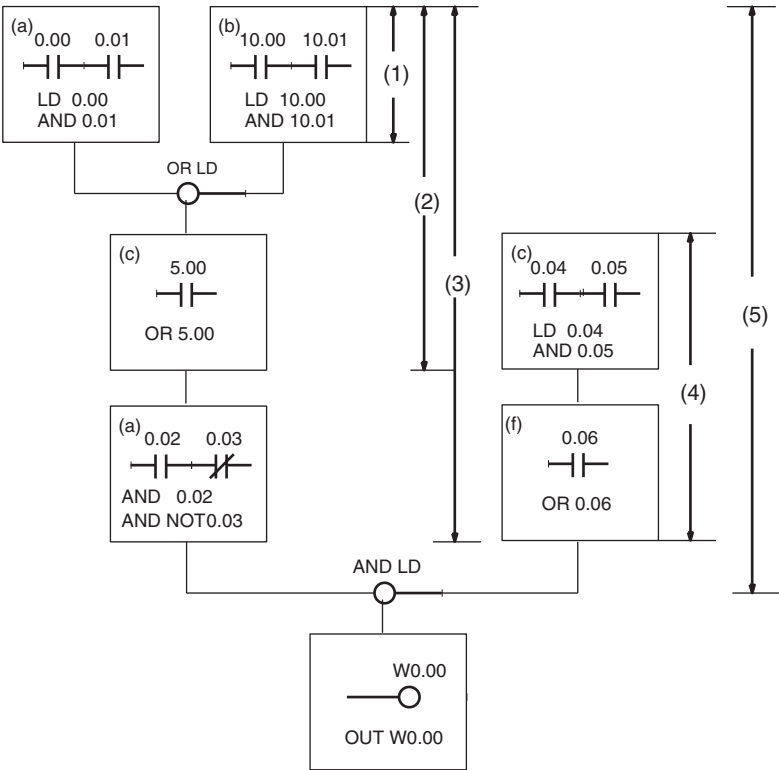 (a)
0.00 0.01
LD 0.00
AND 0.01
(b)
10.00 10.01
LD 10.00
AND 10.01
(1)
OR LD
(2)
(c)
5.00
OR 5.00
(3)
(c)
0.04 0.05
LD 0.04
AND 0.05
(5)
(4)
(a)
0.02 0.03
AND 0.02
AND NOT0.03
(f)
0.06
OR 0.06
AND LD
W0.00
OUT W0.00